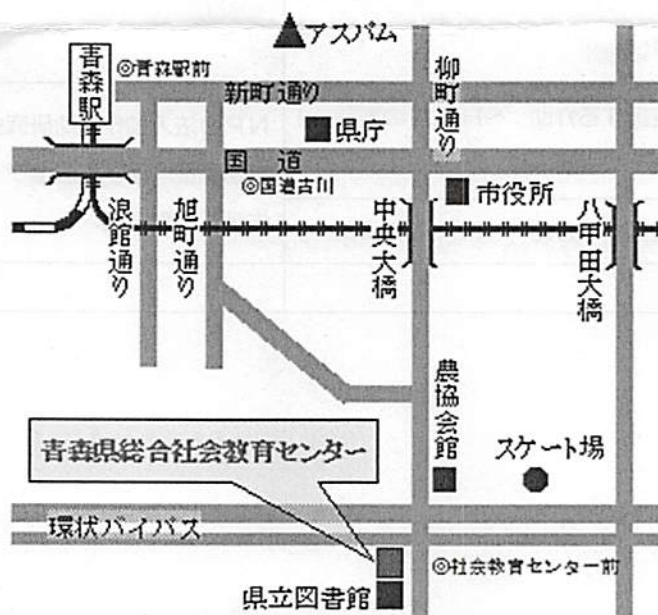 アスパム
青森駅
◎青森駅前
新町通り
柳町通り
県庁
国道
◎国道古川
市役所
浪館通り
旭町通り
中央大橋
八甲田大橋
農協会館
スケート場
青森県総合社会教育センター
環状バイパス
◎社会教育センター前
県立図書館